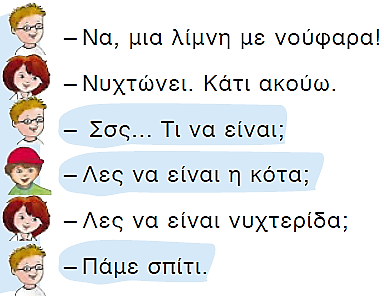 – Να, μια λίμνη με νούφαρα!
– Νυχτώνει. Κάτι ακούω.
– Σσς... Τι να είναι;
– Λες να είναι η κότα;
– Λες να είναι νυχτερίδα;
– Πάμε σπίτι.